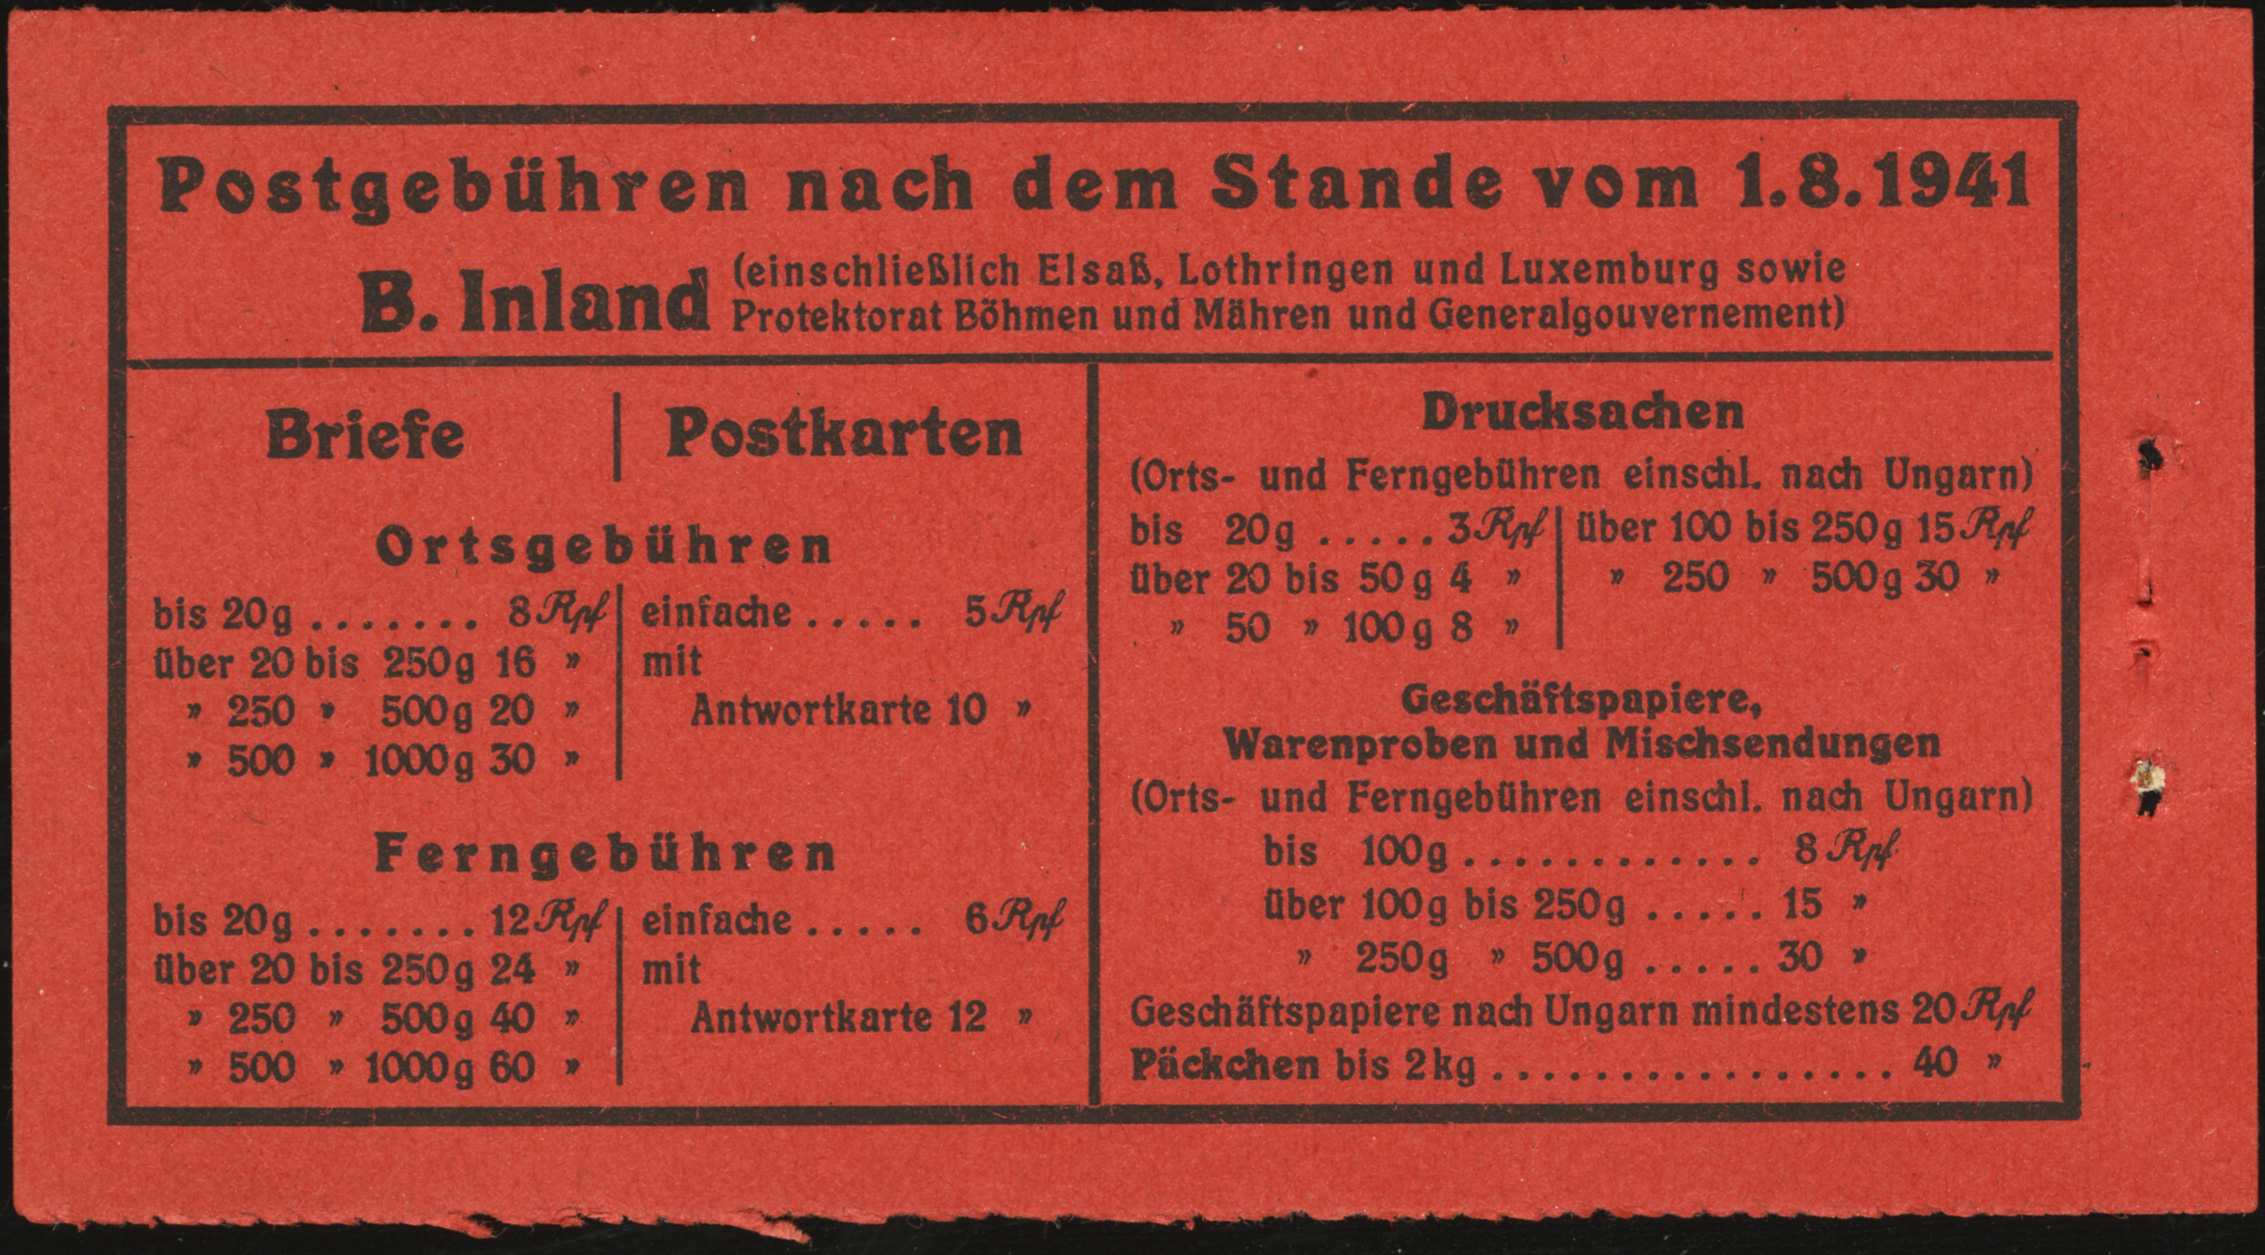 Postgebühren nach dem Stande vom 1.8.1941
B. Inland (einschließlich Elsaß, Lothringen und Luxemburg sowie
Protektorat Böhmen und Mähren und Generalgouvernement)
Briefe | Postkarten
Ortsgebühren
bis 20g ....... 8 Rpf | einfache ..... 5 Rpf
über 20 bis 250g 16 » | mit
» 250 » 500g 20 » | Antwortkarte 10 »
» 500 » 1000g 30 »
Ferngebühren
bis 20g ....... 12 Rpf | einfache ..... 6 Rpf
über 20 bis 250g 24 » | mit
» 250 » 500g 40 » | Antwortkarte 12 »
» 500 » 1000g 60 »
Drucksachen
(Orts- und Ferngebühren einschl. nach Ungarn)
bis 20g ..... 3 Rpf | über 100 bis 250g 15 Rpf
über 20 bis 50g 4 » | » 250 » 500g 30 »
» 50 » 100g 8 »
Geschäftspapiere,
Warenproben und Mischsendungen
(Orts- und Ferngebühren einschl. nach Ungarn)
bis 100g ............ 8 Rpf
über 100g bis 250g ..... 15 »
» 250g » 500g ..... 30 »
Geschäftspapiere nach Ungarn mindestens 20 Rpf
Päckchen bis 2kg ................ 40 »